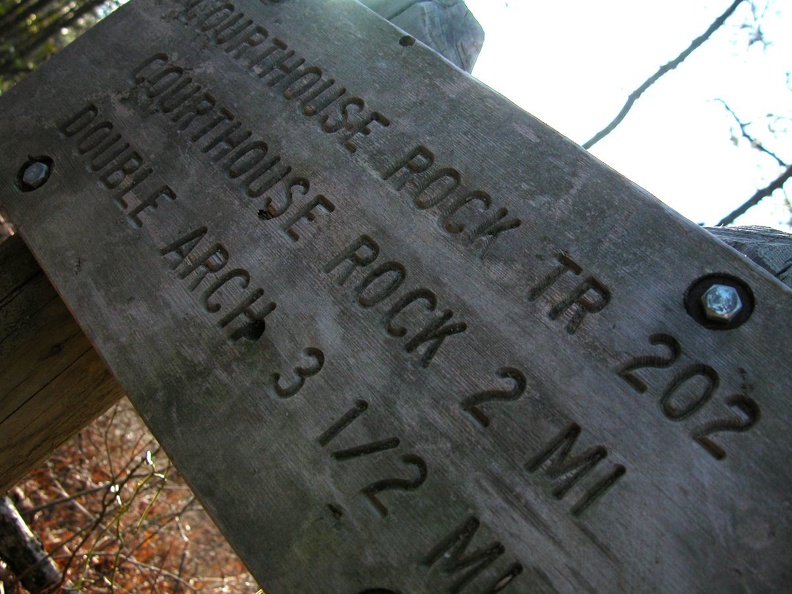 COURTHOUSE ROCK TR 202
COURTHOUSE ROCK 2 MI
DOUBLE ARCH 3 1/2 MI